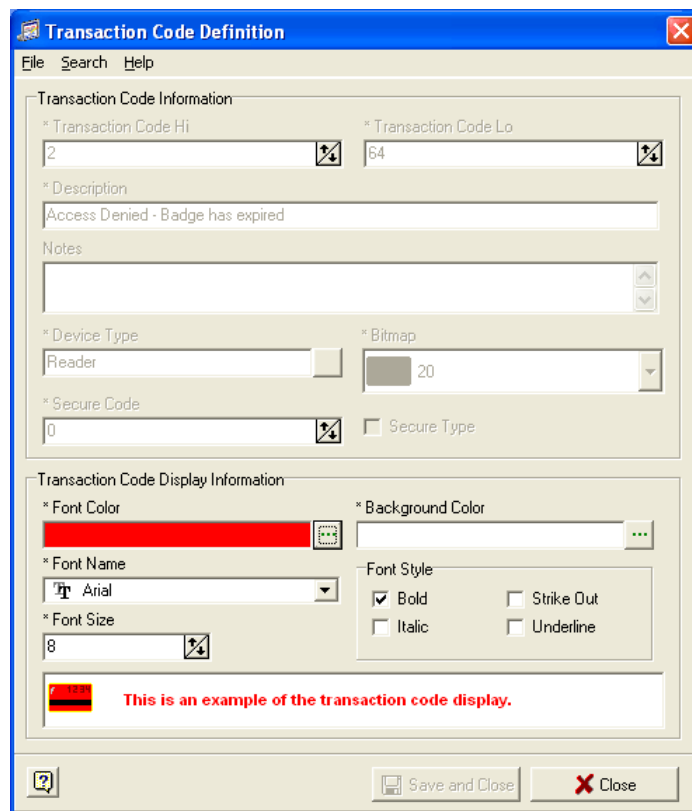 Transaction Code Definition
File Search Help
Transaction Code Information
* Transaction Code Hi
* Transaction Code Lo
2
64
* Description
Access Denied - Badge has expired
Notes
* Device Type
* Bitmap
Reader
20
* Secure Code
0
Secure Type
Transaction Code Display Information
* Font Color
* Background Color
* Font Name
Font Style
Arial
Bold
Strike Out
* Font Size
Italic
Underline
8
1234
This is an example of the transaction code display.
Save and Close
Close